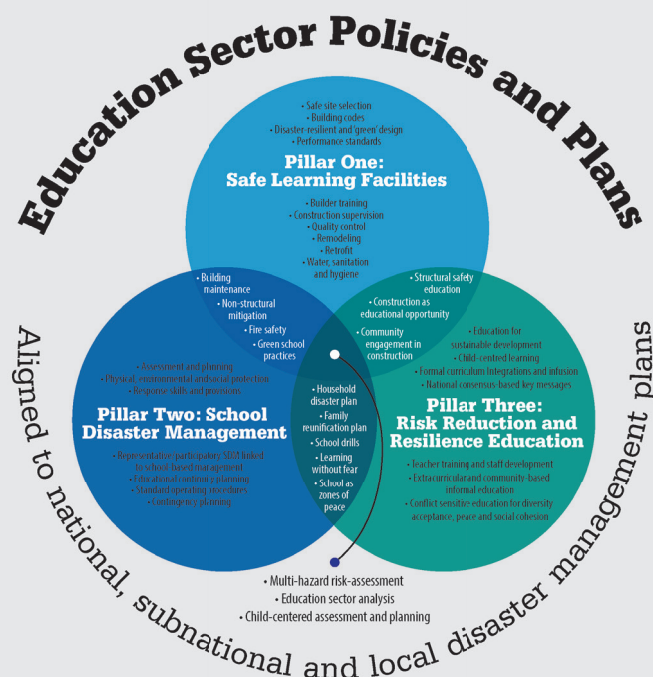 Education Sector Policies and Plans
• Safe site selection
• Building codes
• Disaster-resilient and ‘green’ design
• Performance standards
Pillar One:
Safe Learning Facilities
• Builder training
• Construction supervision
• Quality control
• Remodeling
• Retrofit
• Water, sanitation
and hygiene
• Building
maintenance
• Non-structural
mitigation
• Fire safety
• Green school
practices
• Structural safety
education
• Construction as
educational opportunity
• Community
engagement in
construction
• Assessment and planning
• Physical, environmental and social protection
• Response skills and provisions
Pillar Two: School
Disaster Management
• Representative/participatory SDM linked
to school-based management
• Educational continuity planning
• Standard operating procedures
• Contingency planning
• Household
disaster plan
• Family
reunification plan
• School drills
• Learning
without fear
• School as
zones of
peace
• Education for
sustainable development
• Child-centred learning
• Formal curriculum integrations and infusion
• National consensus-based key messages
Pillar Three:
Risk Reduction and
Resilience Education
• Teacher training and staff development
• Extracurricular and community-based
informal education
• Conflict sensitive education for diversity
acceptance, peace and social cohesion
• Multi-hazard risk-assessment
• Education sector analysis
• Child-centered assessment and planning
Aligned to national, subnational and local disaster management plans